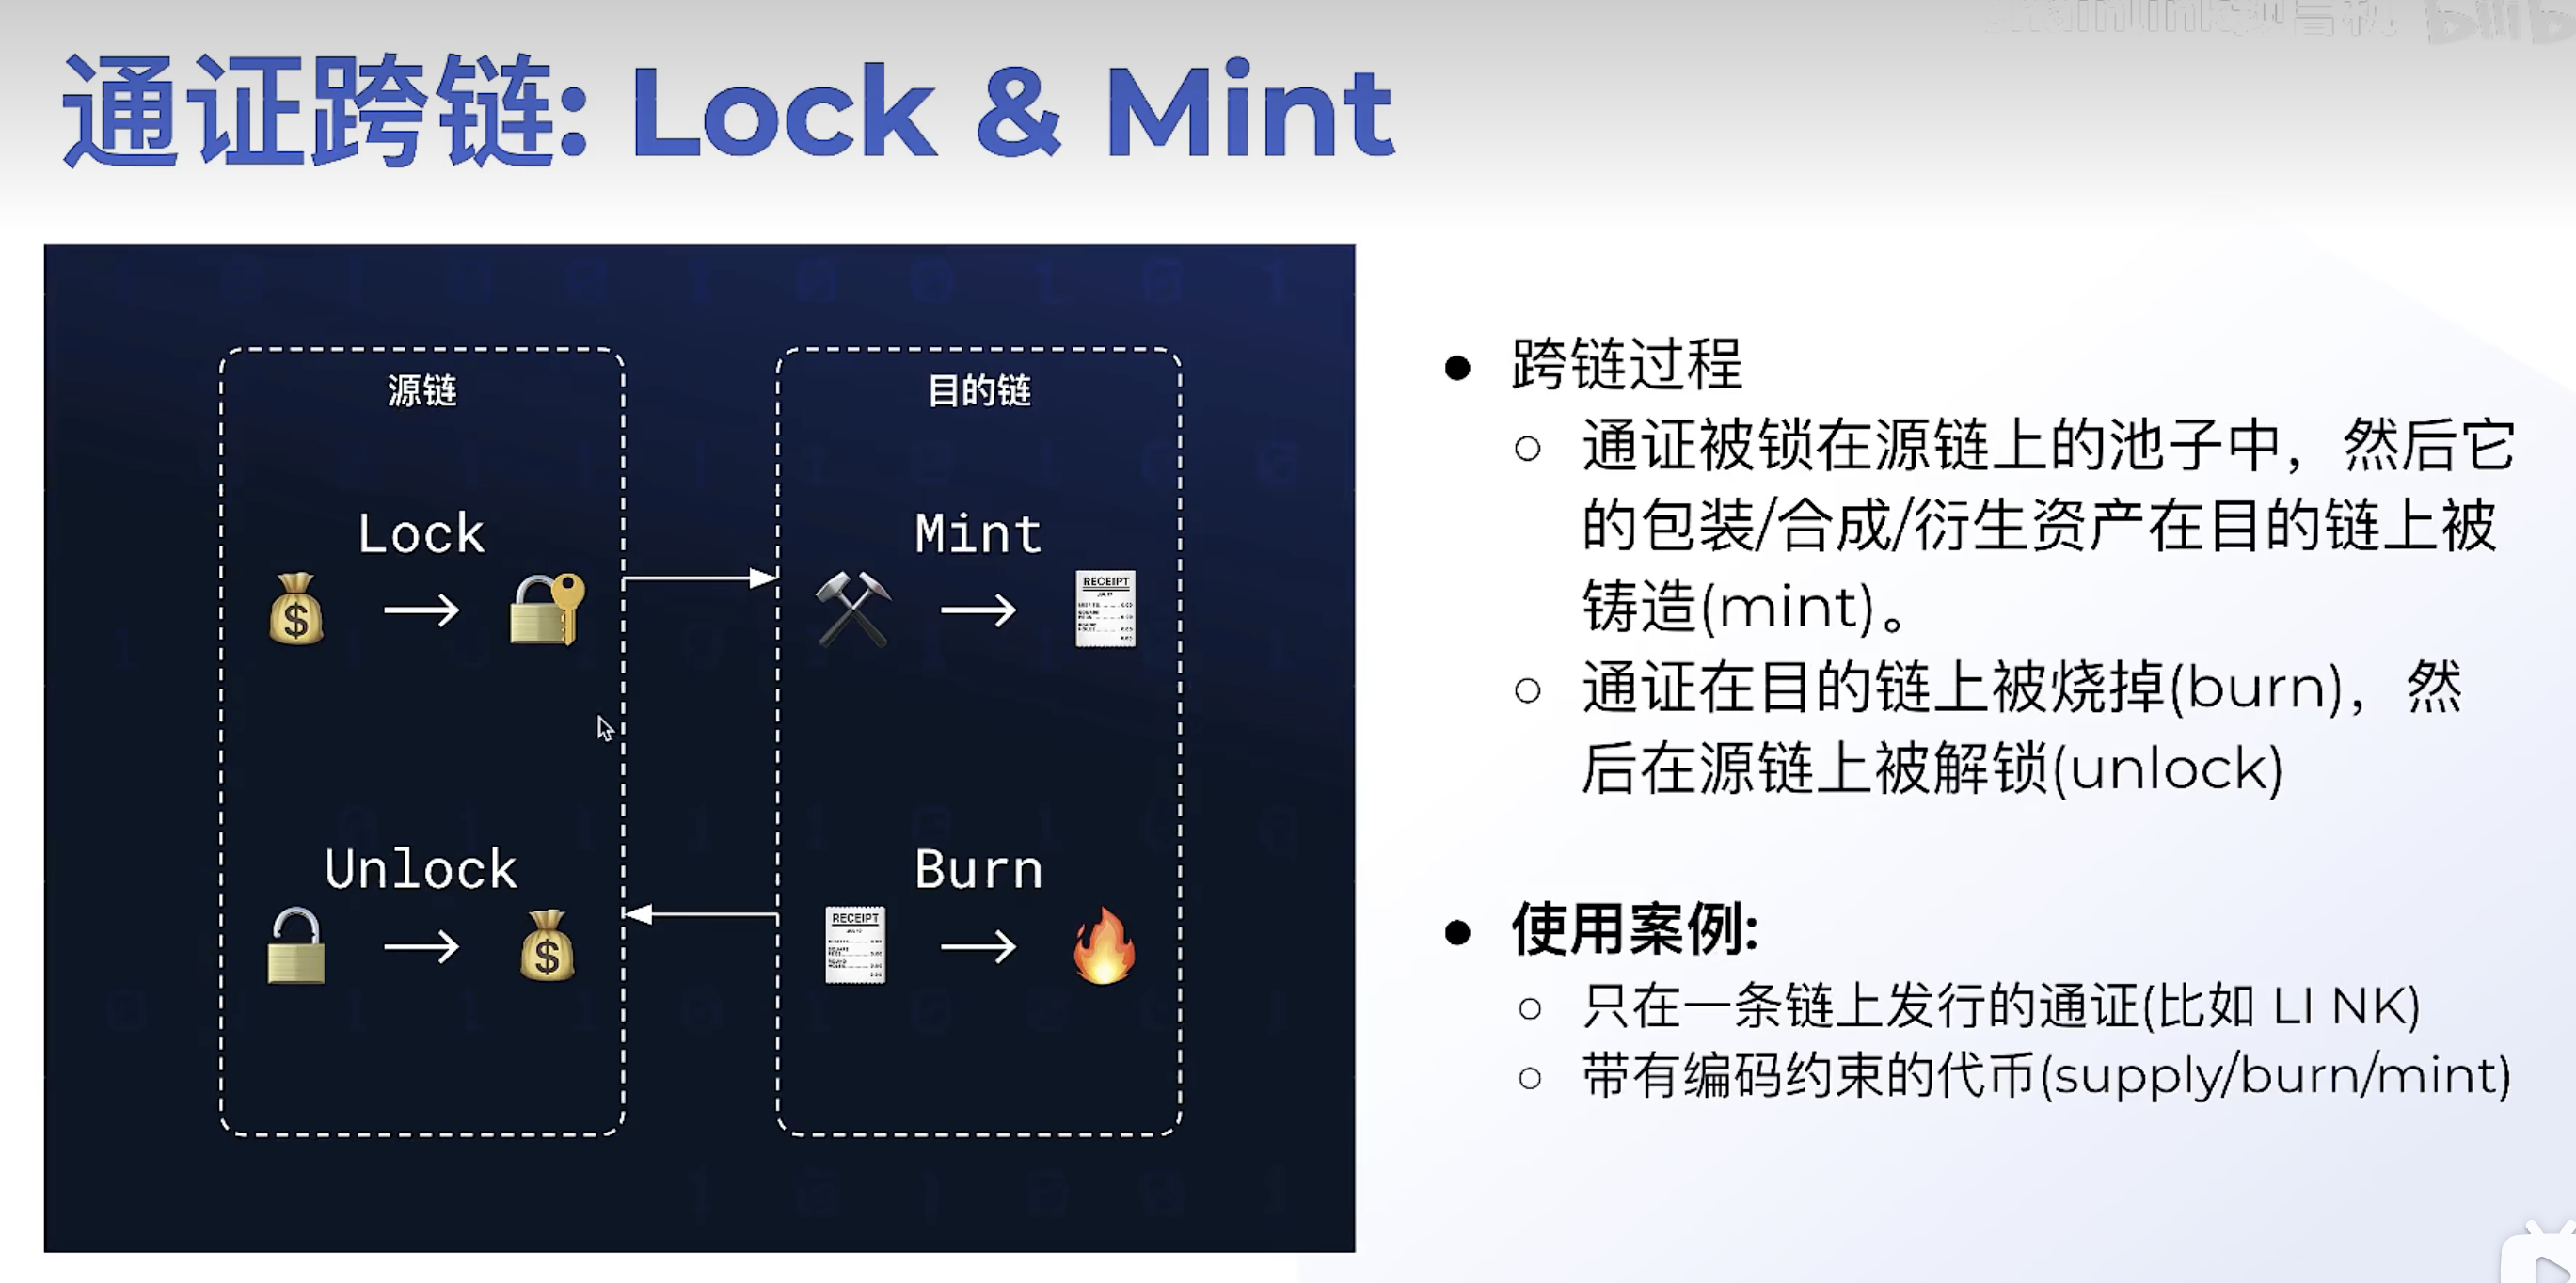 通证跨链: Lock & Mint
源链
Lock
Unlock
目的链
Mint
RECEIPT
Burn
RECEIPT
跨链过程
通证被锁在源链上的池子中，然后它
的包装/合成/衍生资产在目的链上被
铸造(mint)。
通证在目的链上被烧掉(burn)，然
后在源链上被解锁(unlock)
使用案例:
只在一条链上发行的通证(比如 LI NK)
带有编码约束的代币(supply/burn/mint)